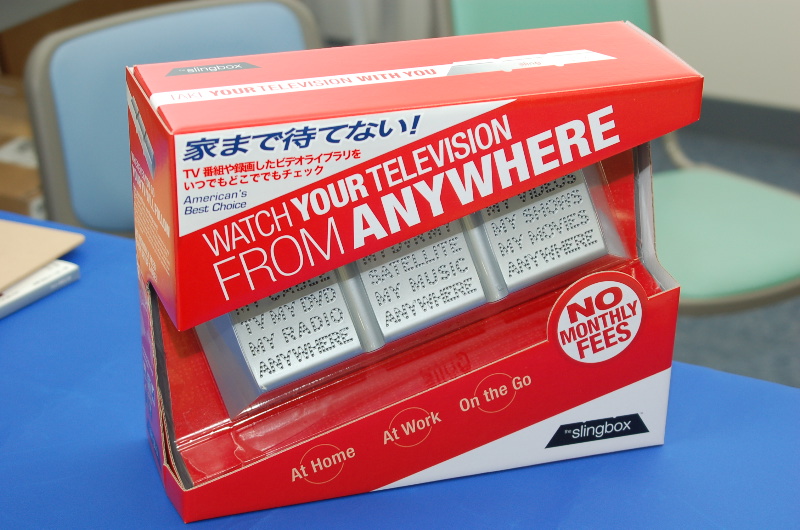 the slingbox
TAKE YOUR TELEVISION WITH YOU
家まで待てない!
TV 番組や録画したビデオライブラリを
いつでもどこででもチェック
American's
Best Choice
WATCH YOUR TELEVISION
FROM ANYWHERE
TV MY DVD
MY RADIO
ANYWHERE
SATELLITE
MY MUSIC
ANYWHERE
MY VIDEOS
MY SHOWS
MY MOVIES
ANYWHERE
NO
MONTHLY
FEES
At Home
At Work
On the Go
the slingbox